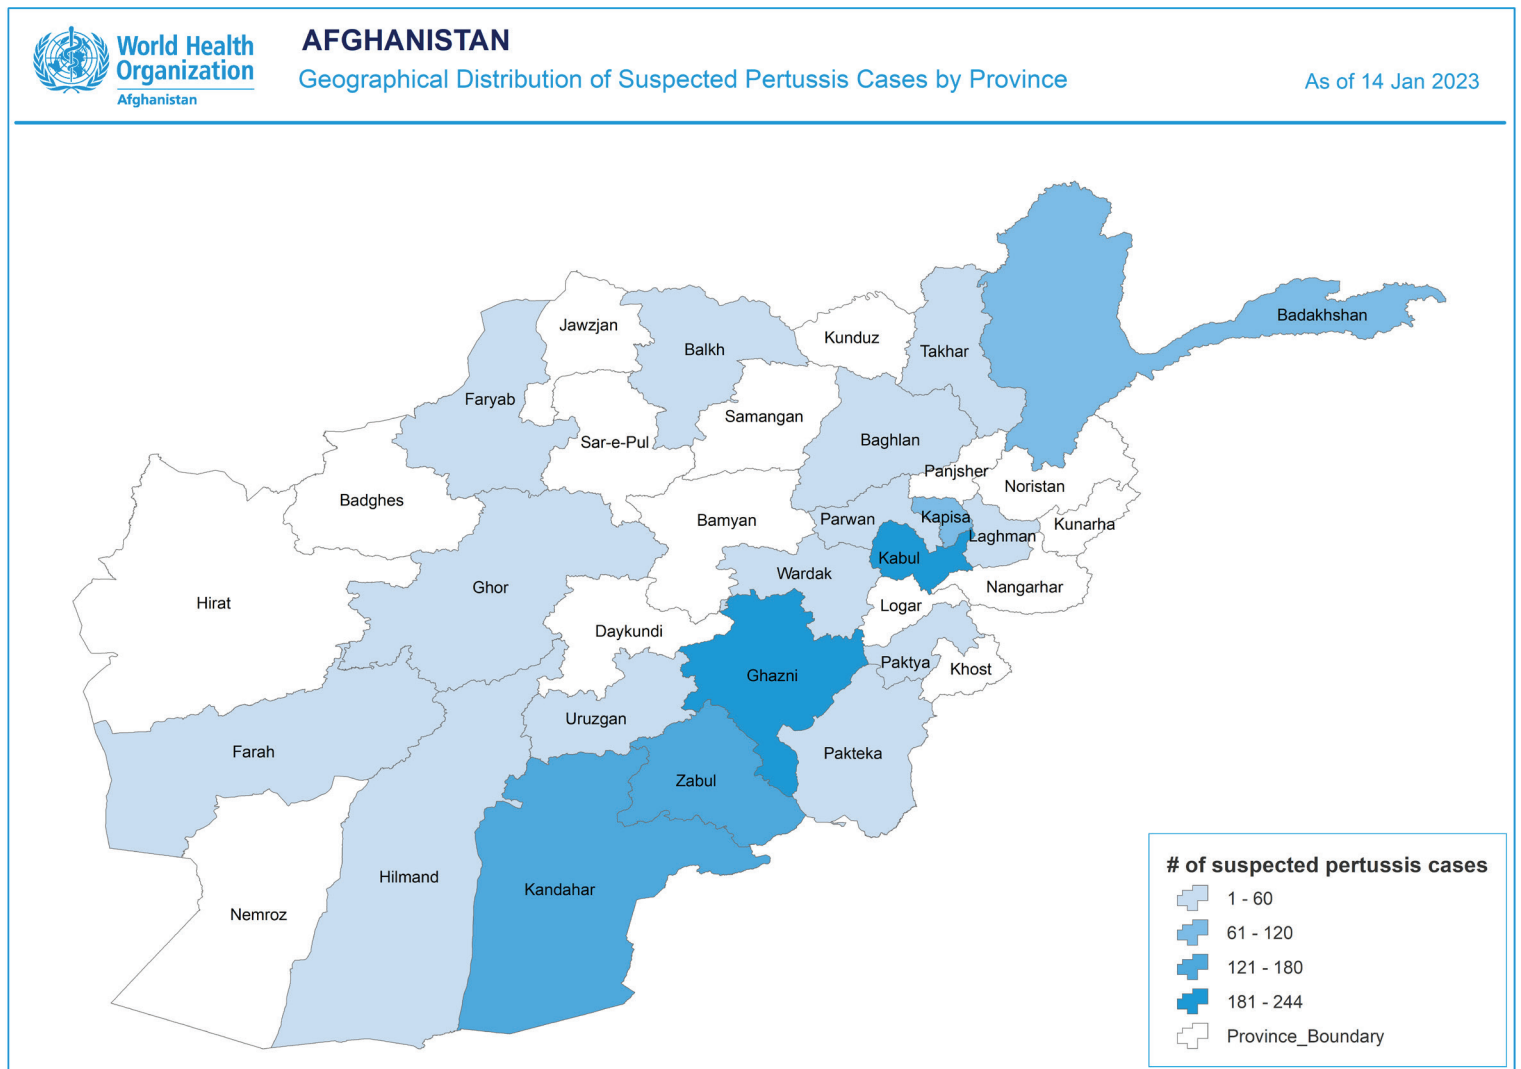 World Health
Organization
Afghanistan
AFGHANISTAN
Geographical Distribution of Suspected Pertussis Cases by Province
As of 14 Jan 2023
Badakhshan
Jawzjan
Kunduz
Balkh
Takhar
Faryab
Samangan
Sar-e-Pul
Baghlan
Panjsher
Noristan
Badghes
Bamyan
Parwan
Kapisa
Kunarha
Laghman
Kabul
Wardak
Ghor
Nangarhar
Hirat
Logar
Daykundi
Paktya
Khost
Ghazni
Uruzgan
Farah
Pakteka
Zabul
Hilmand
Kandahar
Nemroz
# of suspected pertussis cases
1 - 60
61 - 120
121 - 180
181 - 244
Province_Boundary